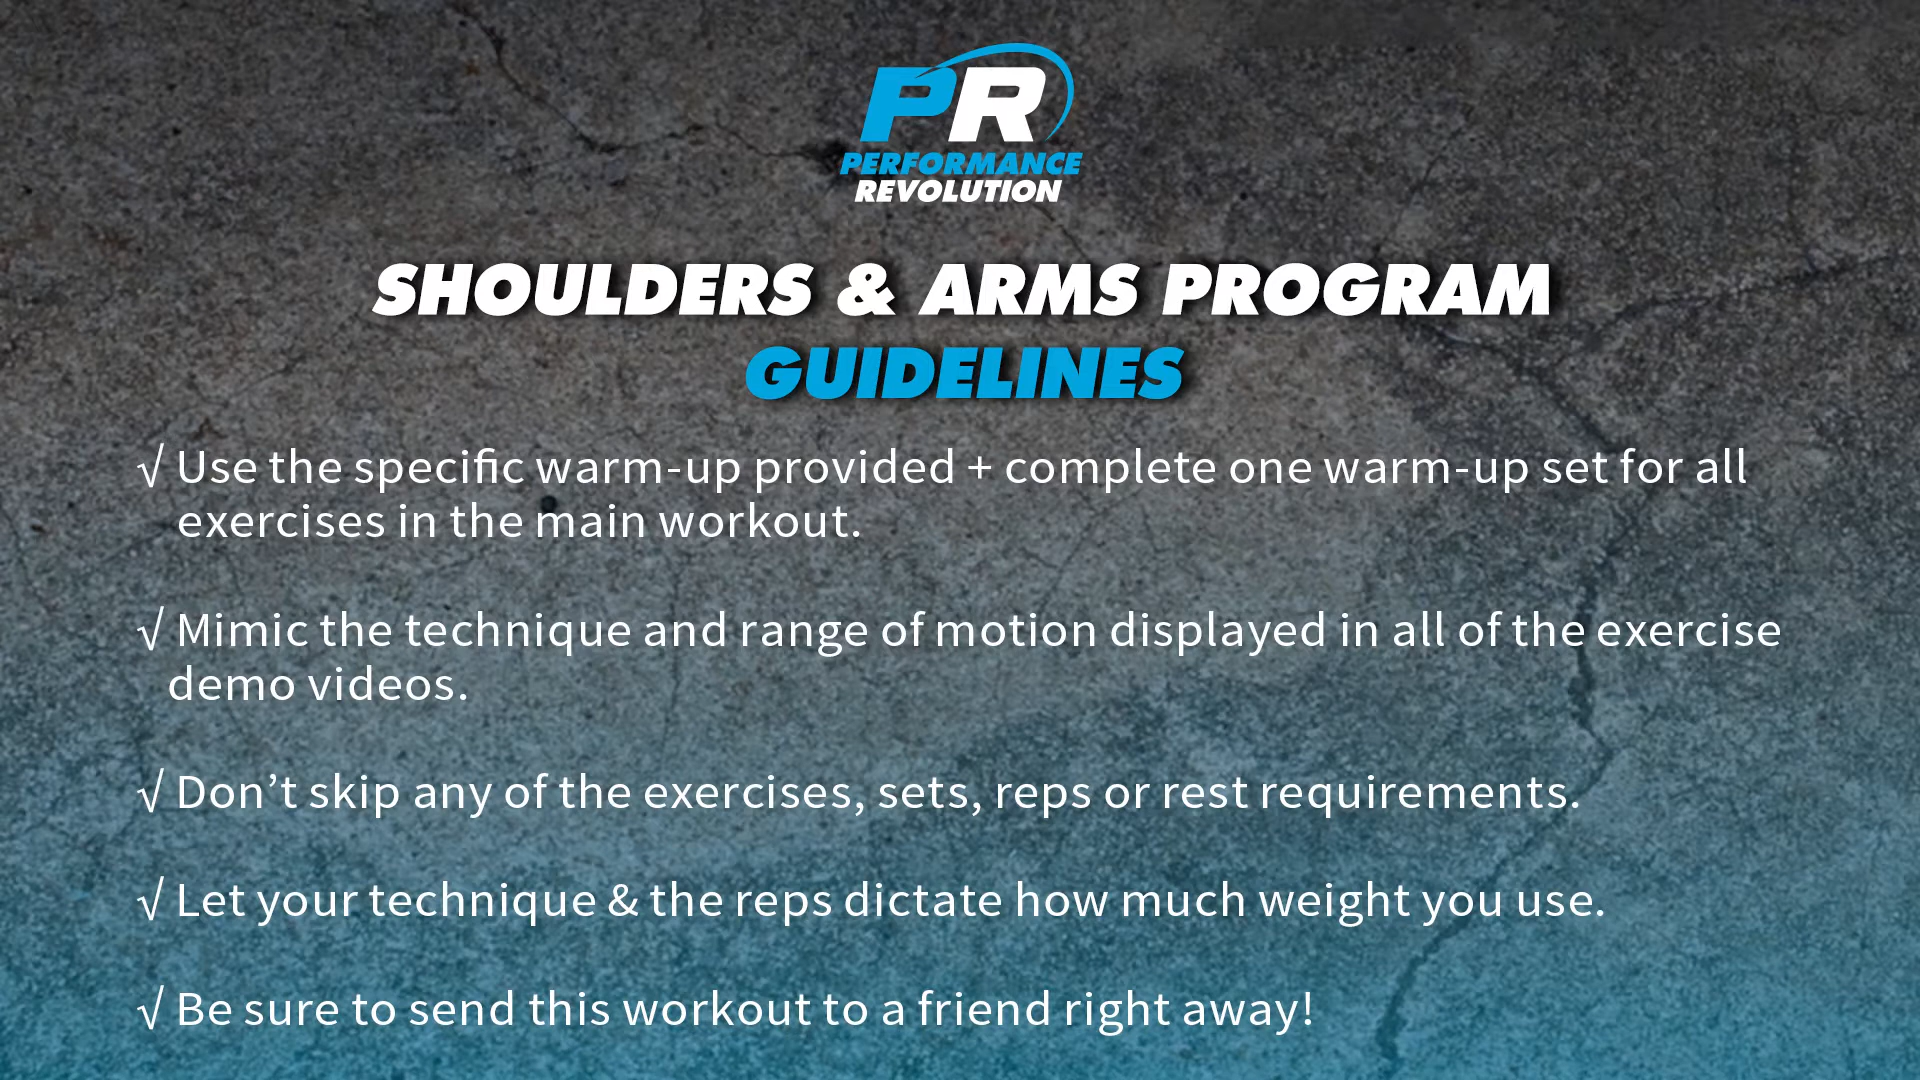 PR
PERFORMANCE
REVOLUTION
SHOULDERS & ARMS PROGRAM
GUIDELINES
√ Use the specific warm-up provided + complete one warm-up set for all
exercises in the main workout.
√ Mimic the technique and range of motion displayed in all of the exercise
demo videos.
√ Don’t skip any of the exercises, sets, reps or rest requirements.
√ Let your technique & the reps dictate how much weight you use.
√ Be sure to send this workout to a friend right away!